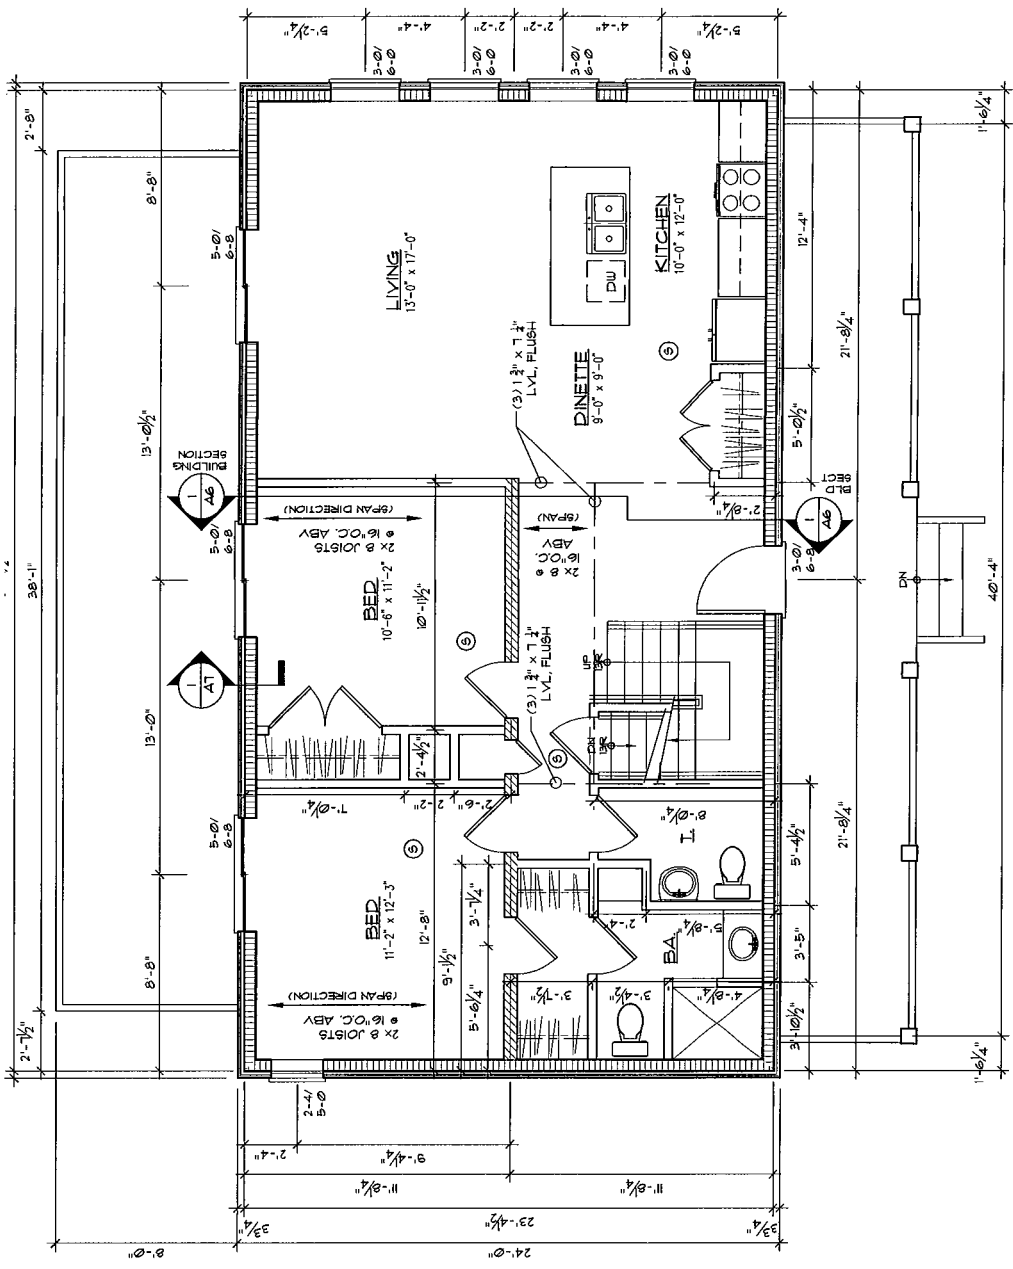 5'-2¼"
4'-4"
2'-2"
2'-2"
4'-4"
5'-2¼"
3-0/
6-0
3-0/
6-0
3-0/
6-0
3-0/
6-0
2'-8"
8'-8"
5-0/
6-8
13'-0½"
38'-1"
BUILDING
SECTION
1
A6
5-0/
6-8
1
A7
13'-0"
5-0/
6-8
8'-8"
2'-7½"
LIVING
13'-0" x 17'-0"
KITCHEN
10'-0" x 12'-0"
DW
DINETTE
9'-0" x 9'-0"
(3) 1 ¾" x 7 ¼"
LVL, FLUSH
S
12'-4"
21'-8¼"
1'-6¼"
5'-0½"
2'-8¼"
BLD
SECT
1
A6
3-0/
6-8
DN
40'-4"
2x 8 JOISTS
@ 16"O.C. ABV
(SPAN DIRECTION)
BED
10'-6" x 11'-2"
10'-11½"
S
2x 8 @
16"O.C.
ABV
(SPAN)
(3) 1 ¾" x 7 ¼"
LVL, FLUSH
UP
DN
S
2'-4½"
7'-0¼"
2'-2"
2'-6"
8'-0¼"
T.
5'-4½"
21'-8¼"
S
BED
11'-2" x 12'-3"
12'-8"
9'-1½"
3'-7¼"
5'-6¼"
2'-4"
5'-8¼"
BA.
3'-5"
3'-7½"
3'-4½"
4'-8¼"
3'-10½"
1'-6¼"
2x 8 JOISTS
@ 16"O.C. ABV
(SPAN DIRECTION)
2-4/
5-0
2'-4"
9'-4¼"
11'-8¼"
11'-8¼"
3¾"
23'-4½"
3¾"
8'-0"
24'-0"